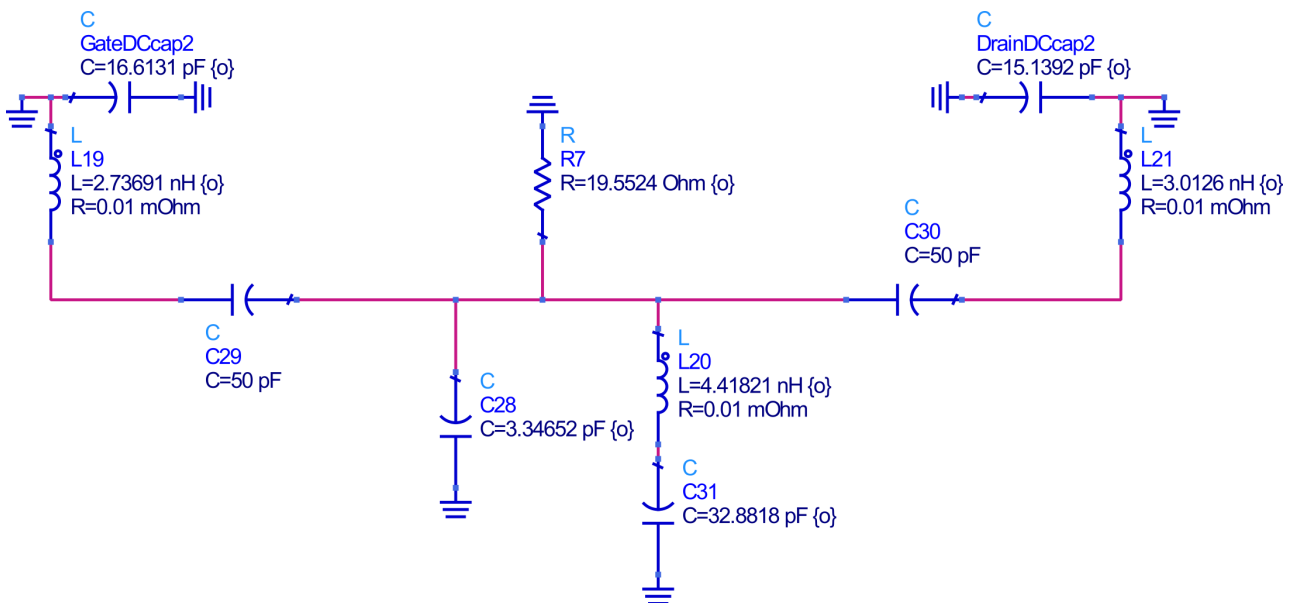 C
GateDCcap2
C=16.6131 pF {o}
C
DrainDCcap2
C=15.1392 pF {o}
L
L19
L=2.73691 nH {o}
R=0.01 mOhm
R
R7
R=19.5524 Ohm {o}
L
L21
L=3.0126 nH {o}
R=0.01 mOhm
C
C30
C=50 pF
C
C29
C=50 pF
C
C28
C=3.34652 pF {o}
L
L20
L=4.41821 nH {o}
R=0.01 mOhm
C
C31
C=32.8818 pF {o}